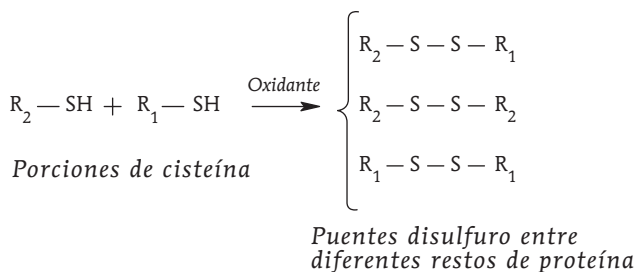 R₂ — S — S — R₁
Oxidante
R₂ — SH + R₁ — SH
R₂ — S — S — R₂
Porciones de cisteína
R₁ — S — S — R₁
Puentes disulfuro entre
diferentes restos de proteína